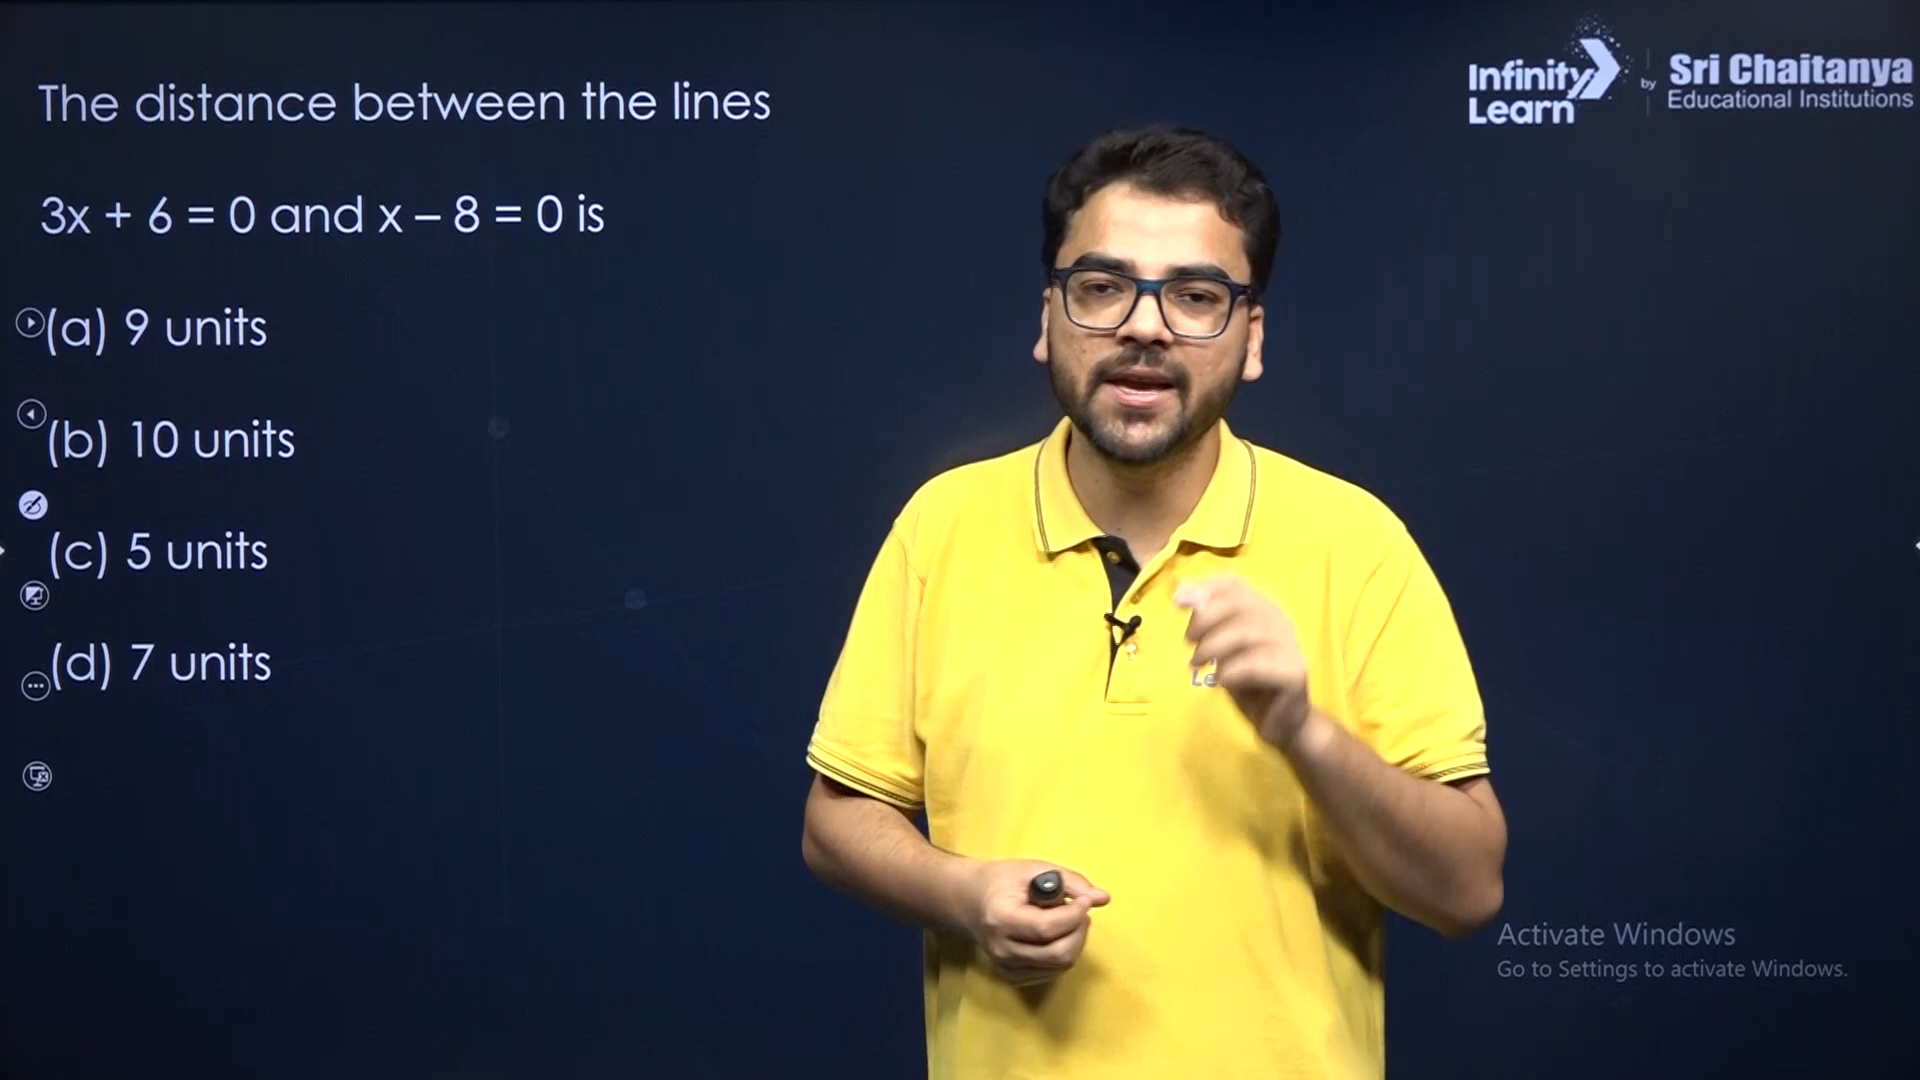 The distance between the lines
3x + 6 = 0 and x – 8 = 0 is
(a) 9 units
(b) 10 units
(c) 5 units
(d) 7 units
Infinity Learn
by
Sri Chaitanya
Educational Institutions
Activate Windows
Go to Settings to activate Windows.